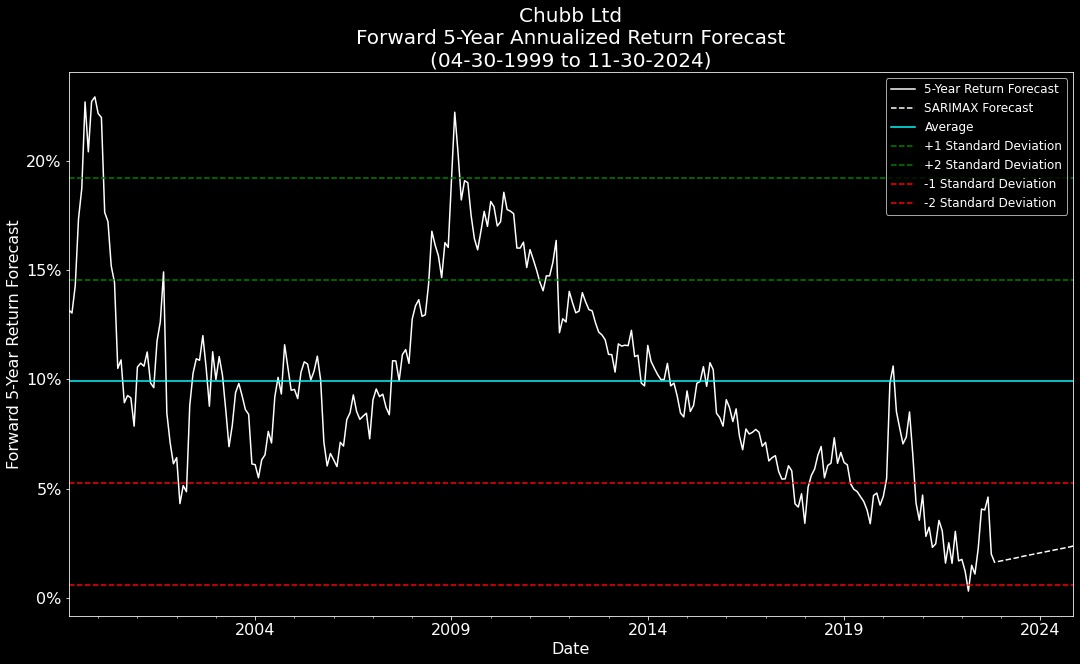 Chubb Ltd
Forward 5-Year Annualized Return Forecast
(04-30-1999 to 11-30-2024)
5-Year Return Forecast
SARIMAX Forecast
Average
+1 Standard Deviation
+2 Standard Deviation
-1 Standard Deviation
-2 Standard Deviation
Forward 5-Year Return Forecast
20%
15%
10%
5%
0%
2004
2009
2014
2019
2024
Date